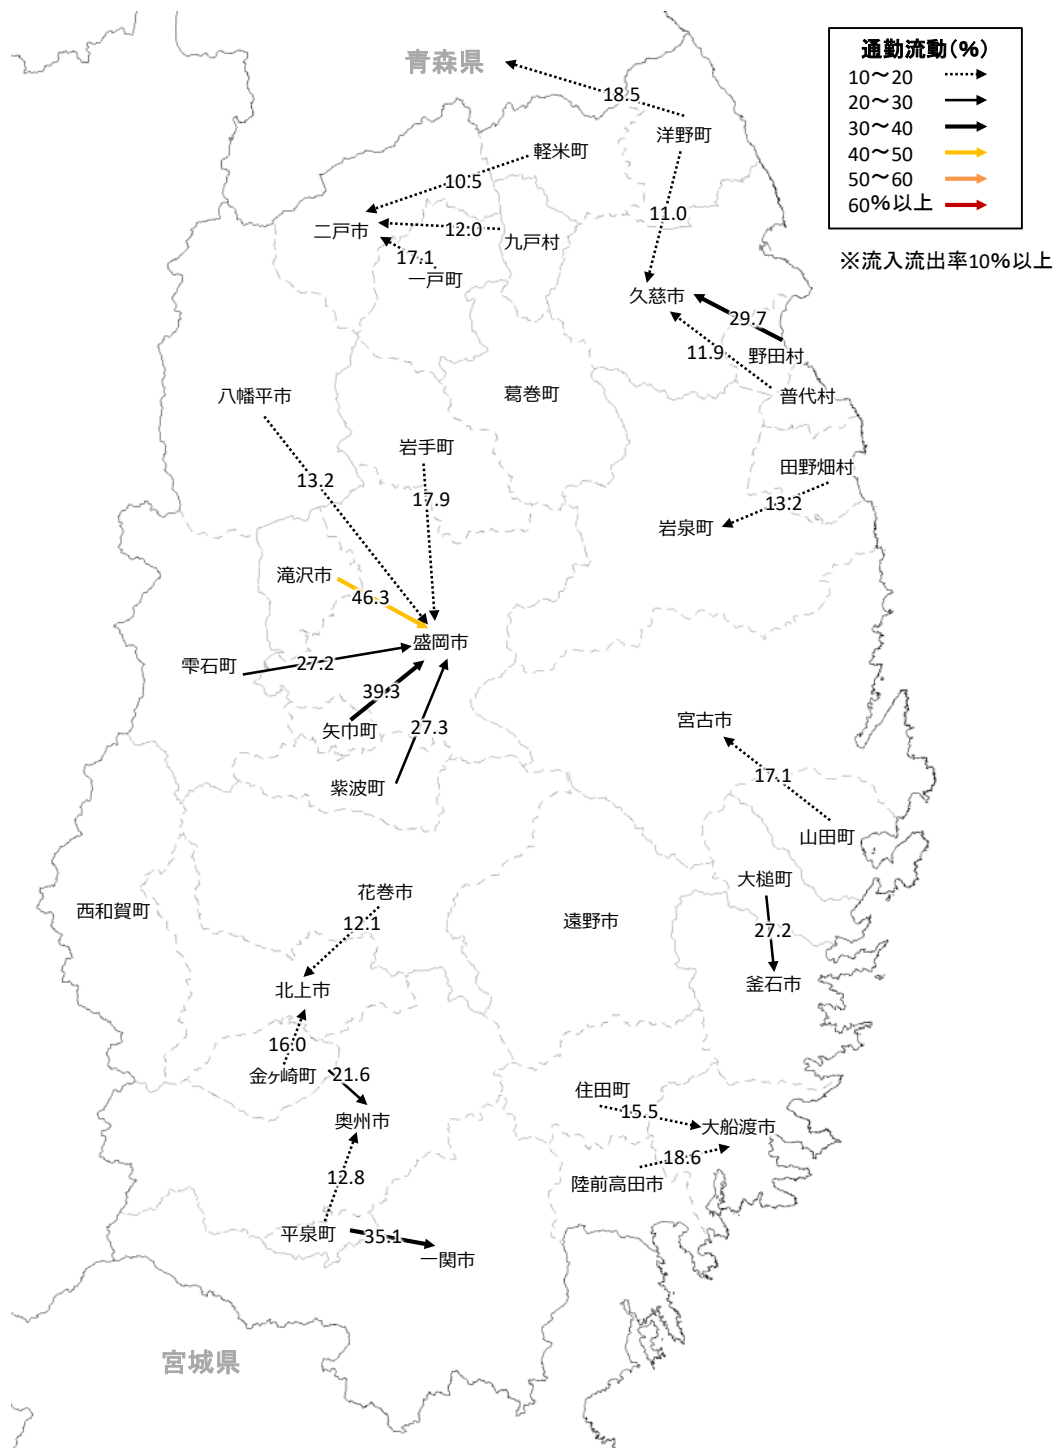 通勤流動(%)
10～20
20～30
30～40
40～50
50～60
60%以上
※流入流出率10%以上
青森県
18.5
洋野町
軽米町
10.5
11.0
二戸市
12.0
九戸村
17.1
一戸町
久慈市
29.7
11.9
野田村
八幡平市
葛巻町
普代村
岩手町
田野畑村
13.2
17.9
13.2
岩泉町
滝沢市
46.3
盛岡市
雫石町
27.2
39.3
矢巾町
27.3
宮古市
紫波町
17.1
山田町
大槌町
花巻市
西和賀町
12.1
遠野市
27.2
北上市
釜石市
16.0
金ヶ崎町
21.6
住田町
15.5
奥州市
大船渡市
18.6
12.8
陸前高田市
平泉町
35.1
一関市
宮城県